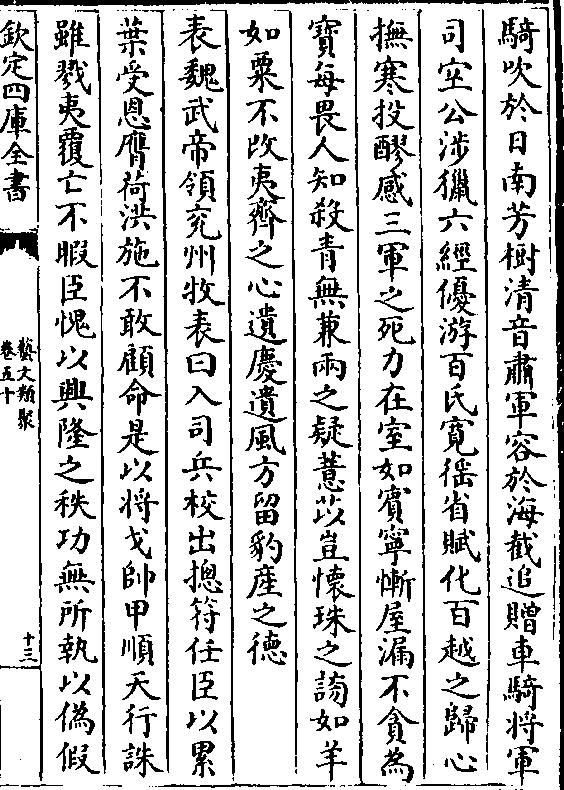 騎吹於日南芳樹清音肅軍容於海截追贈車騎將軍
司空公涉獵六經優游百氏寛徭省賦化百越之歸心
撫寒投醪感三軍之死力在室如賓寧慚屋漏不貪為
寶每畏人知殺青無兼兩之疑薏苡豈懷珠之謗如羊
如粟不改夷齊之心遺慶遺風方留豹産之德
表魏武帝領兖州牧表曰入司兵校出揔符任臣以累
葉受恩膺荷洪施不敢顧命是以将戈帥甲順天行誅
雖戮夷覆亡不暇臣愧以興隆之秩功無所執以偽假
欽定四庫全書
藝文類聚
卷五十
十三